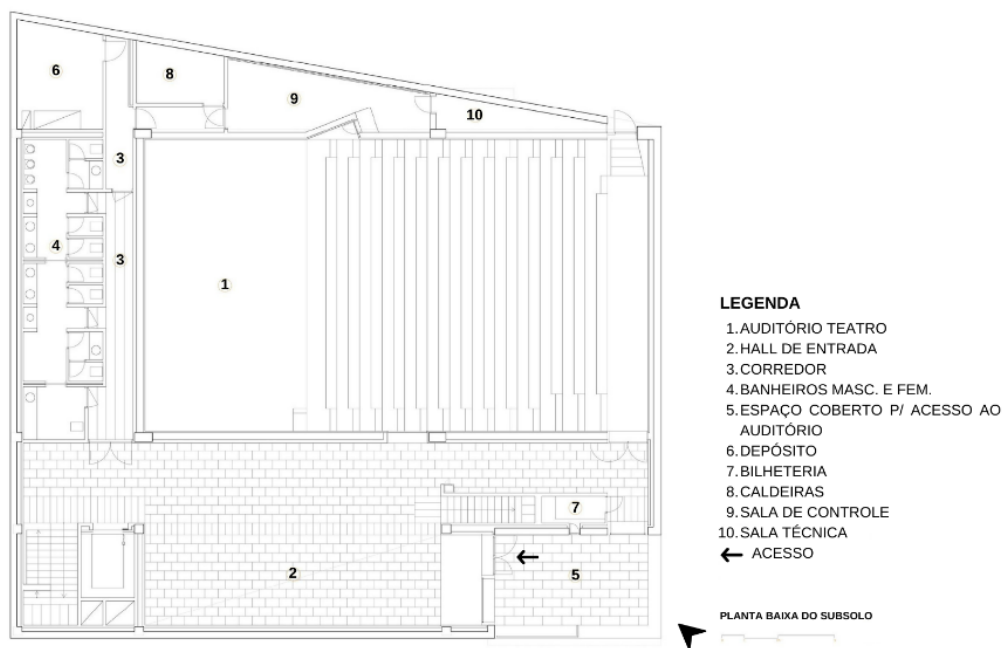 6
8
9
10
3
4
3
1
7
2
5
LEGENDA
1.AUDITÓRIO TEATRO
2.HALL DE ENTRADA
3.CORREDOR
4.BANHEIROS MASC. E FEM.
5.ESPAÇO COBERTO P/ ACESSO AO
AUDITÓRIO
6.DEPÓSITO
7.BILHETERIA
8.CALDEIRAS
9.SALA DE CONTROLE
10.SALA TÉCNICA
ACESSO
PLANTA BAIXA DO SUBSOLO